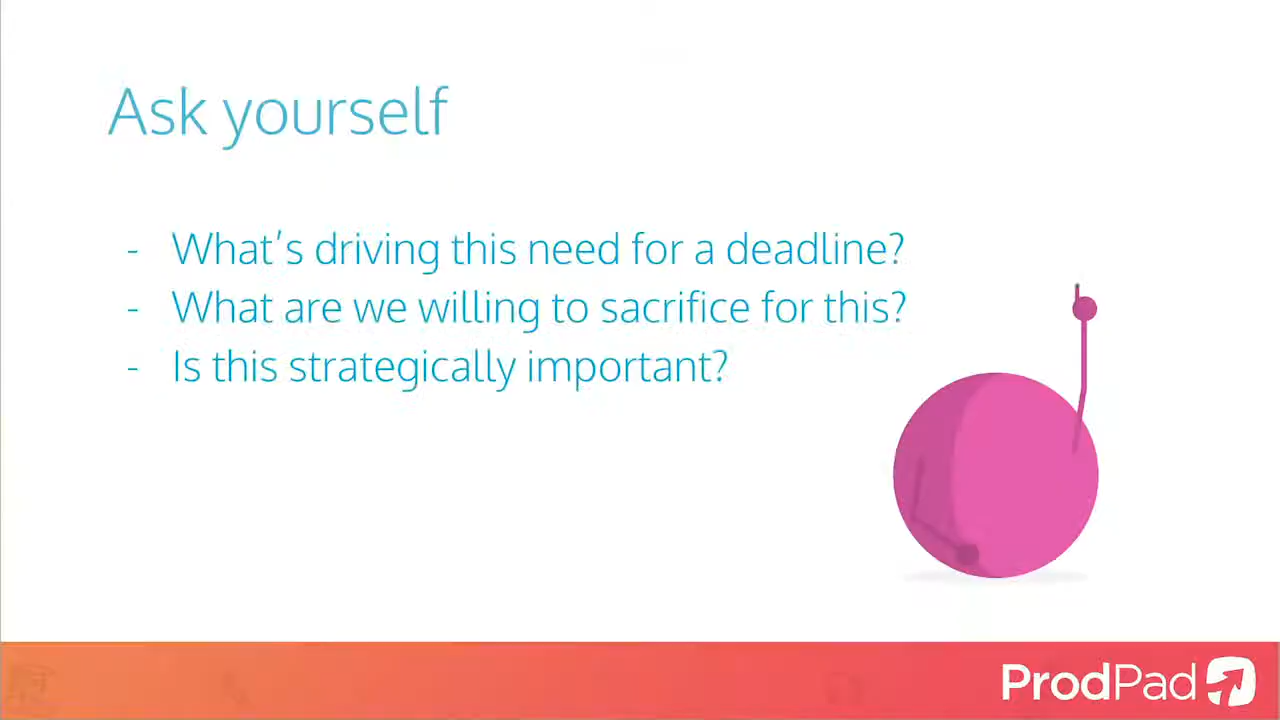 Ask yourself
- What's driving this need for a deadline?
- What are we willing to sacrifice for this?
- Is this strategically important?
ProdPad